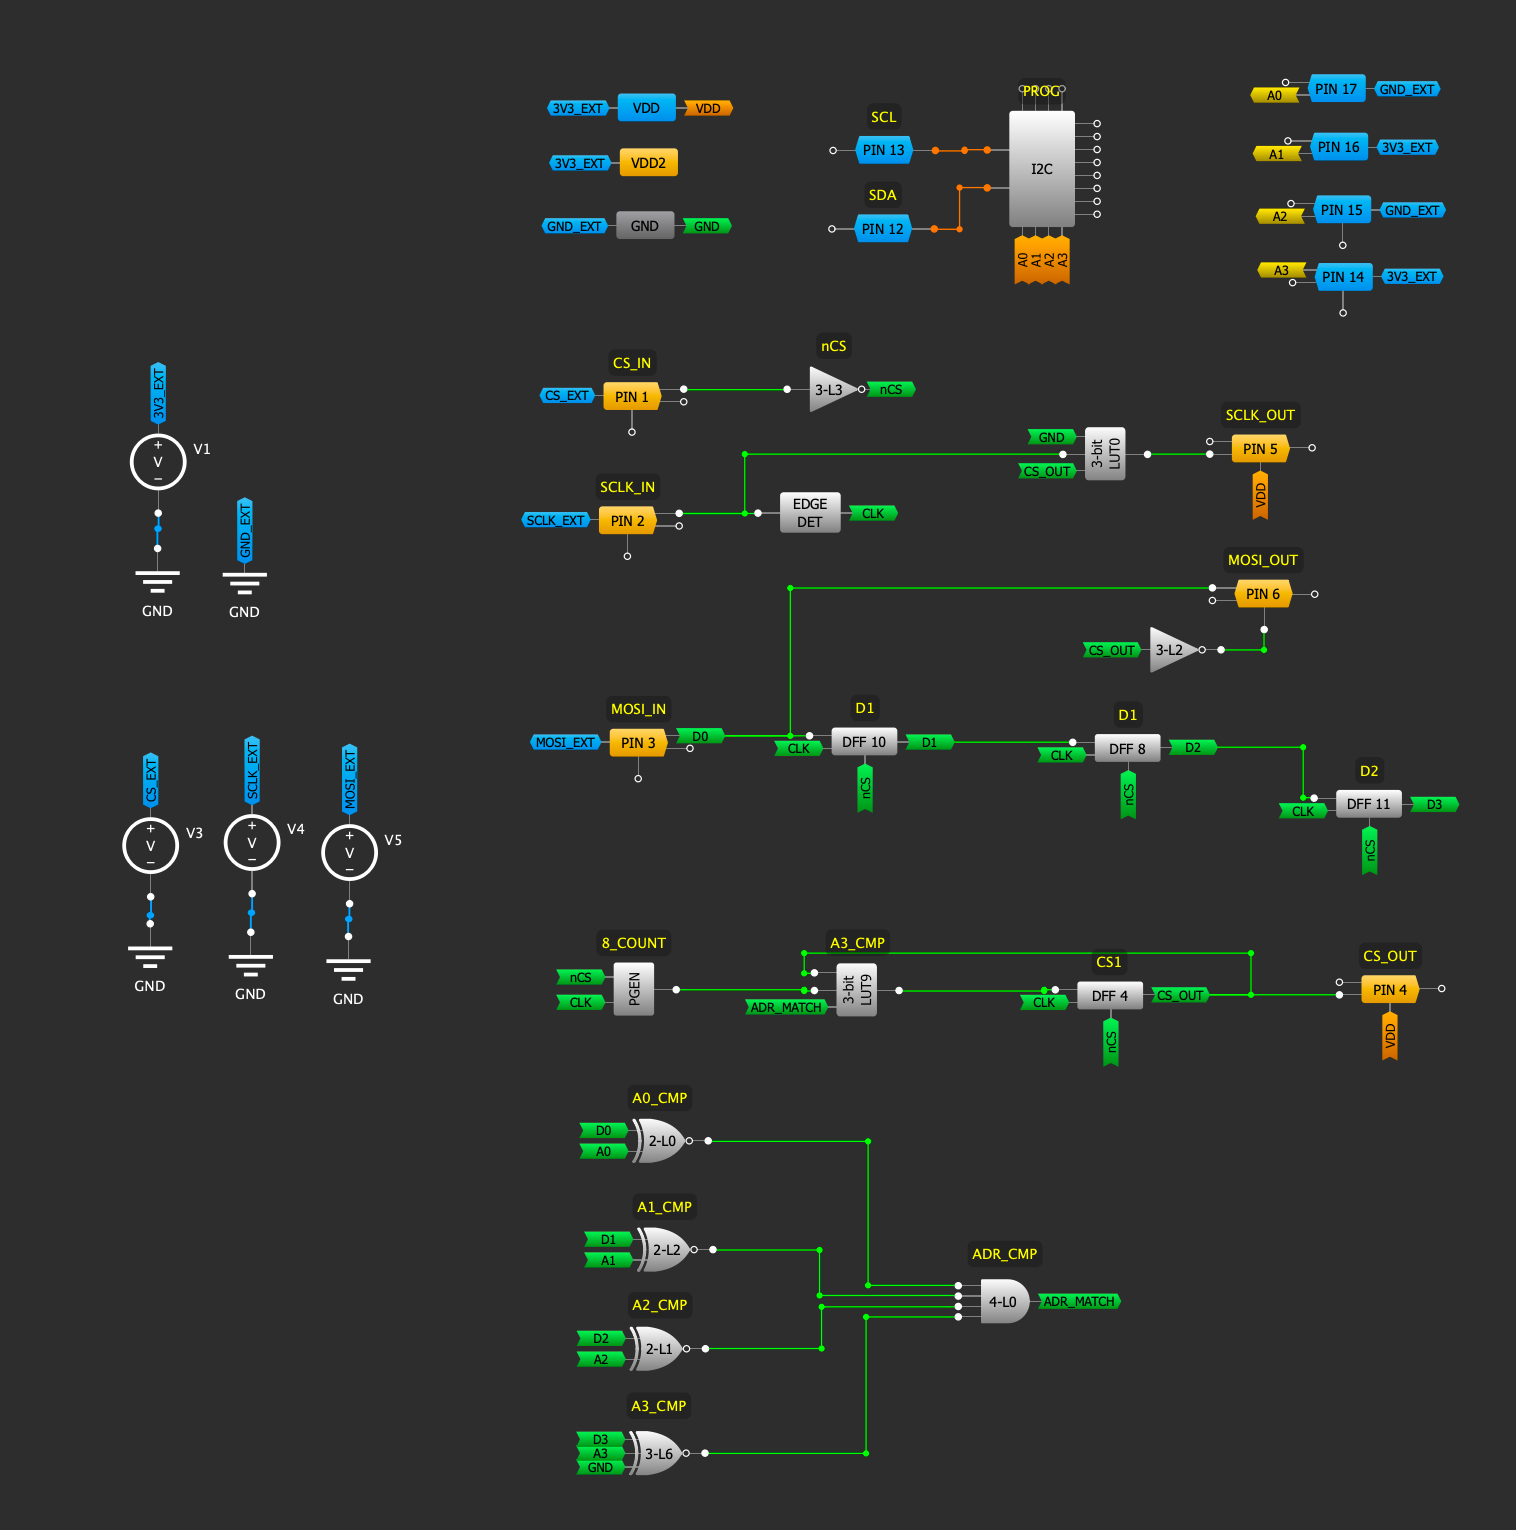 3V3_EXT VDD VDD
3V3_EXT VDD2
GND_EXT GND GND
SCL
PIN 13
SDA
PIN 12
PROG
I2C
A0 A1 A2 A3
A0 PIN 17 GND_EXT
A1 PIN 16 3V3_EXT
A2 PIN 15 GND_EXT
A3 PIN 14 3V3_EXT
CS_IN
CS_EXT PIN 1
nCS
3-L3 nCS
SCLK_IN
SCLK_EXT PIN 2
EDGE
DET
CLK
GND
CS_OUT
3-bit
LUT0
SCLK_OUT
PIN 5
VDD
3V3_EXT
+
V
−
V1
GND
GND_EXT
GND
MOSI_OUT
PIN 6
CS_OUT 3-L2
MOSI_IN
MOSI_EXT PIN 3 D0
D1
CLK DFF 10 D1
nCS
D1
CLK DFF 8 D2
nCS
D2
CLK DFF 11 D3
nCS
CS_EXT
+
V
−
V3
GND
SCLK_EXT
+
V
−
V4
GND
MOSI_EXT
+
V
−
V5
GND
8_COUNT
nCS
CLK
PGEN
A3_CMP
ADR_MATCH
3-bit
LUT9
CS1
CLK DFF 4 CS_OUT
nCS
CS_OUT
PIN 4
VDD
A0_CMP
D0
A0
2-L0
A1_CMP
D1
A1
2-L2
A2_CMP
D2
A2
2-L1
A3_CMP
D3
A3
GND
3-L6
ADR_CMP
4-L0 ADR_MATCH